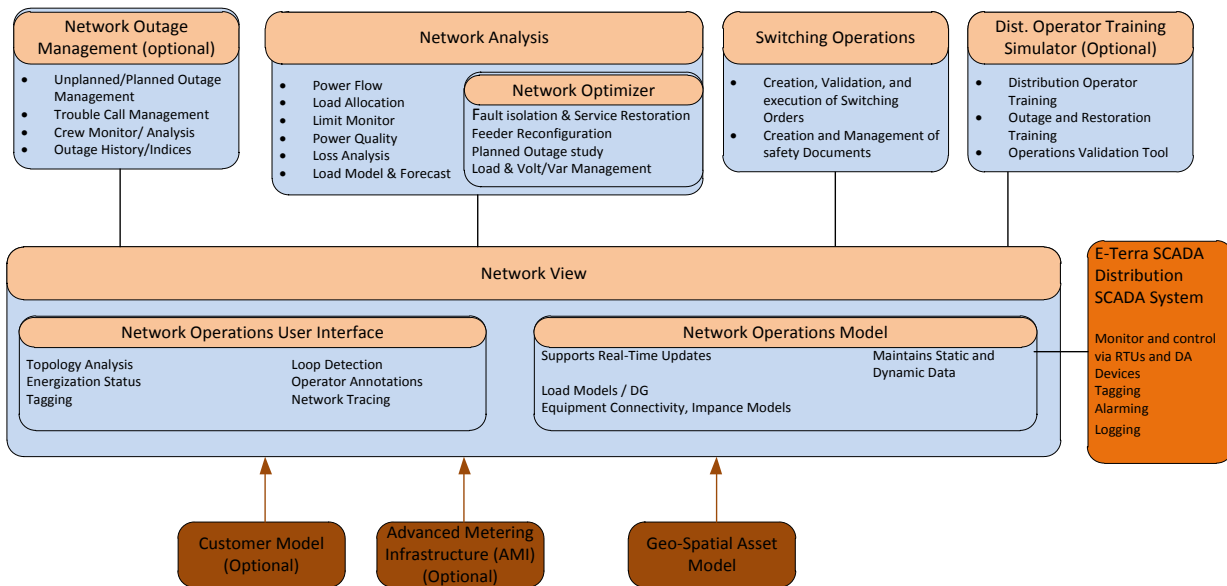 Network Outage
Management (optional)
Unplanned/Planned Outage
Management
Trouble Call Management
Crew Monitor/ Analysis
Outage History/Indices
Network Analysis
Power Flow
Load Allocation
Limit Monitor
Power Quality
Loss Analysis
Load Model & Forecast
Network Optimizer
Fault isolation & Service Restoration
Feeder Reconfiguration
Planned Outage study
Load & Volt/Var Management
Switching Operations
Creation, Validation, and
execution of Switching
Orders
Creation and Management of
safety Documents
Dist. Operator Training
Simulator (Optional)
Distribution Operator
Training
Outage and Restoration
Training
Operations Validation Tool
Network View
Network Operations User Interface
Topology Analysis
Energization Status
Tagging
Loop Detection
Operator Annotations
Network Tracing
Network Operations Model
Supports Real-Time Updates
Load Models / DG
Equipment Connectivity, Impance Models
Maintains Static and
Dynamic Data
E-Terra SCADA
Distribution
SCADA System
Monitor and control
via RTUs and DA
Devices
Tagging
Alarming
Logging
Customer Model
(Optional)
Advanced Metering
Infrastructure (AMI)
(Optional)
Geo-Spatial Asset
Model